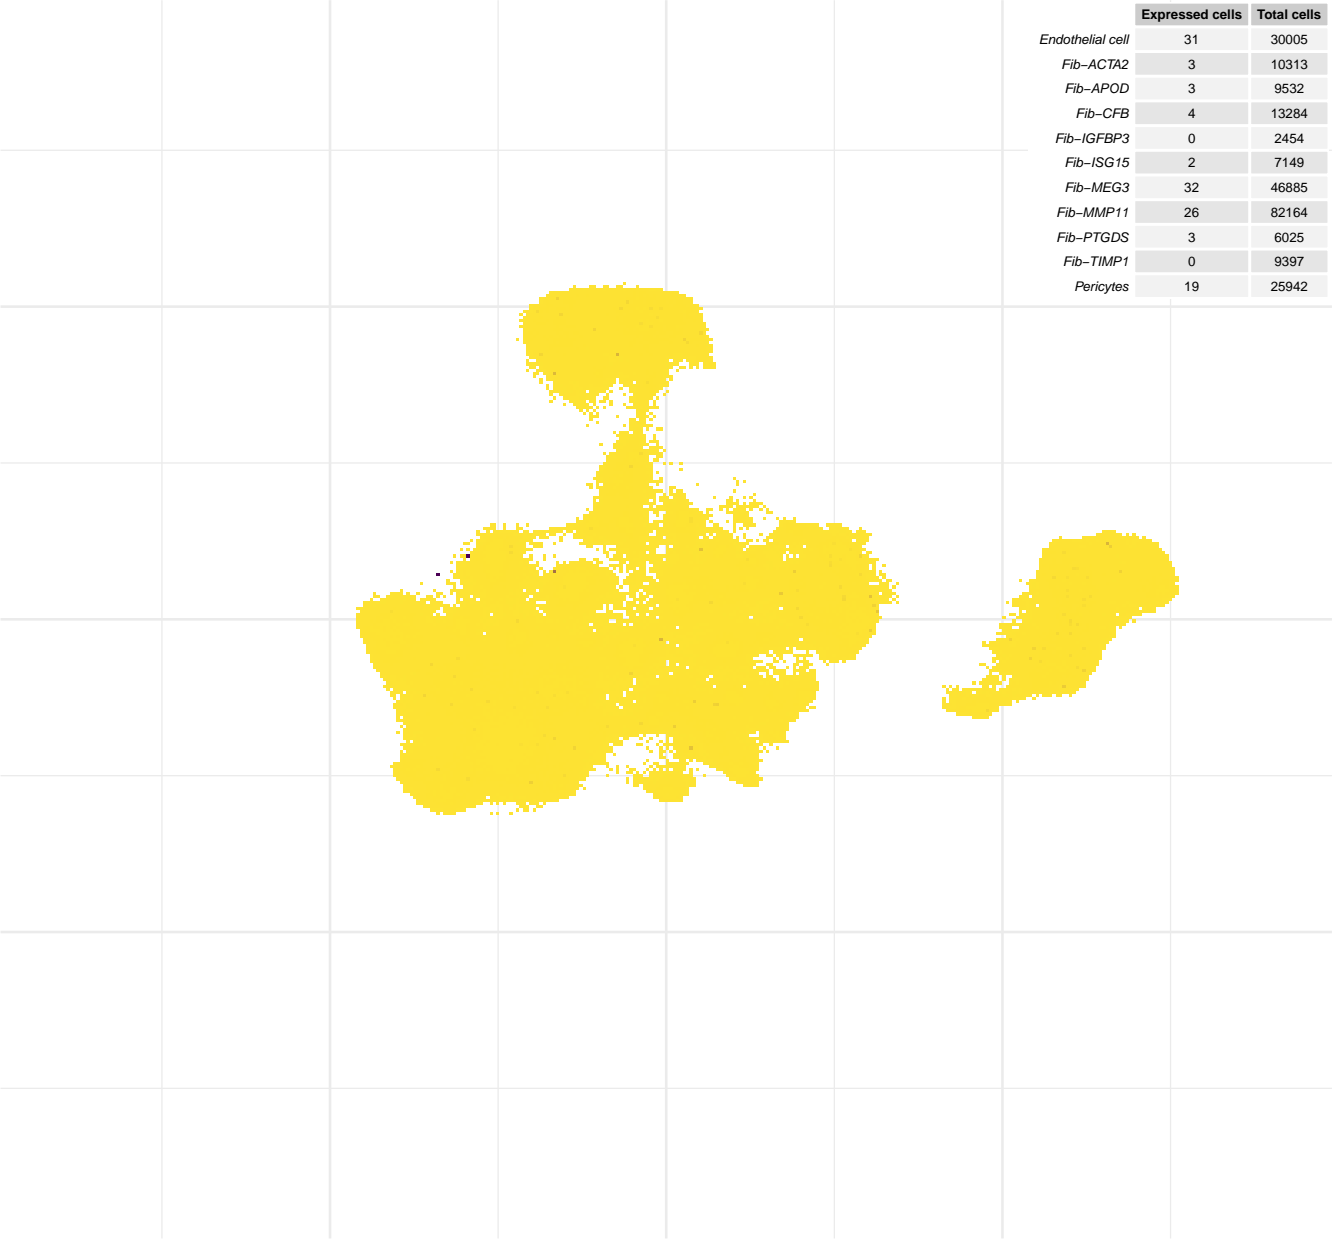 Expressed cells Total cells
Endothelial cell 31 30005
Fib−ACTA2 3 10313
Fib−APOD 3 9532
Fib−CFB 4 13284
Fib−IGFBP3 0 2454
Fib−ISG15 2 7149
Fib−MEG3 32 46885
Fib−MMP11 26 82164
Fib−PTGDS 3 6025
Fib−TIMP1 0 9397
Pericytes 19 25942